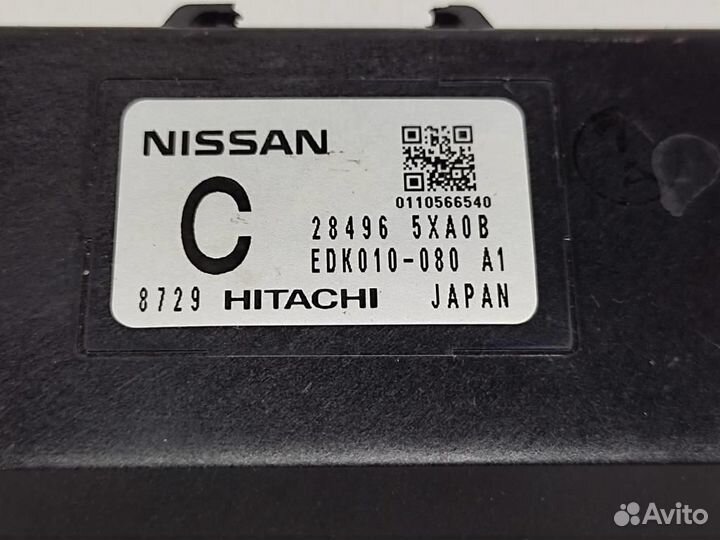 NISSAN
0110566540
C
28496 5XA0B
EDK010-080 A1
8729 HITACHI JAPAN
Avito